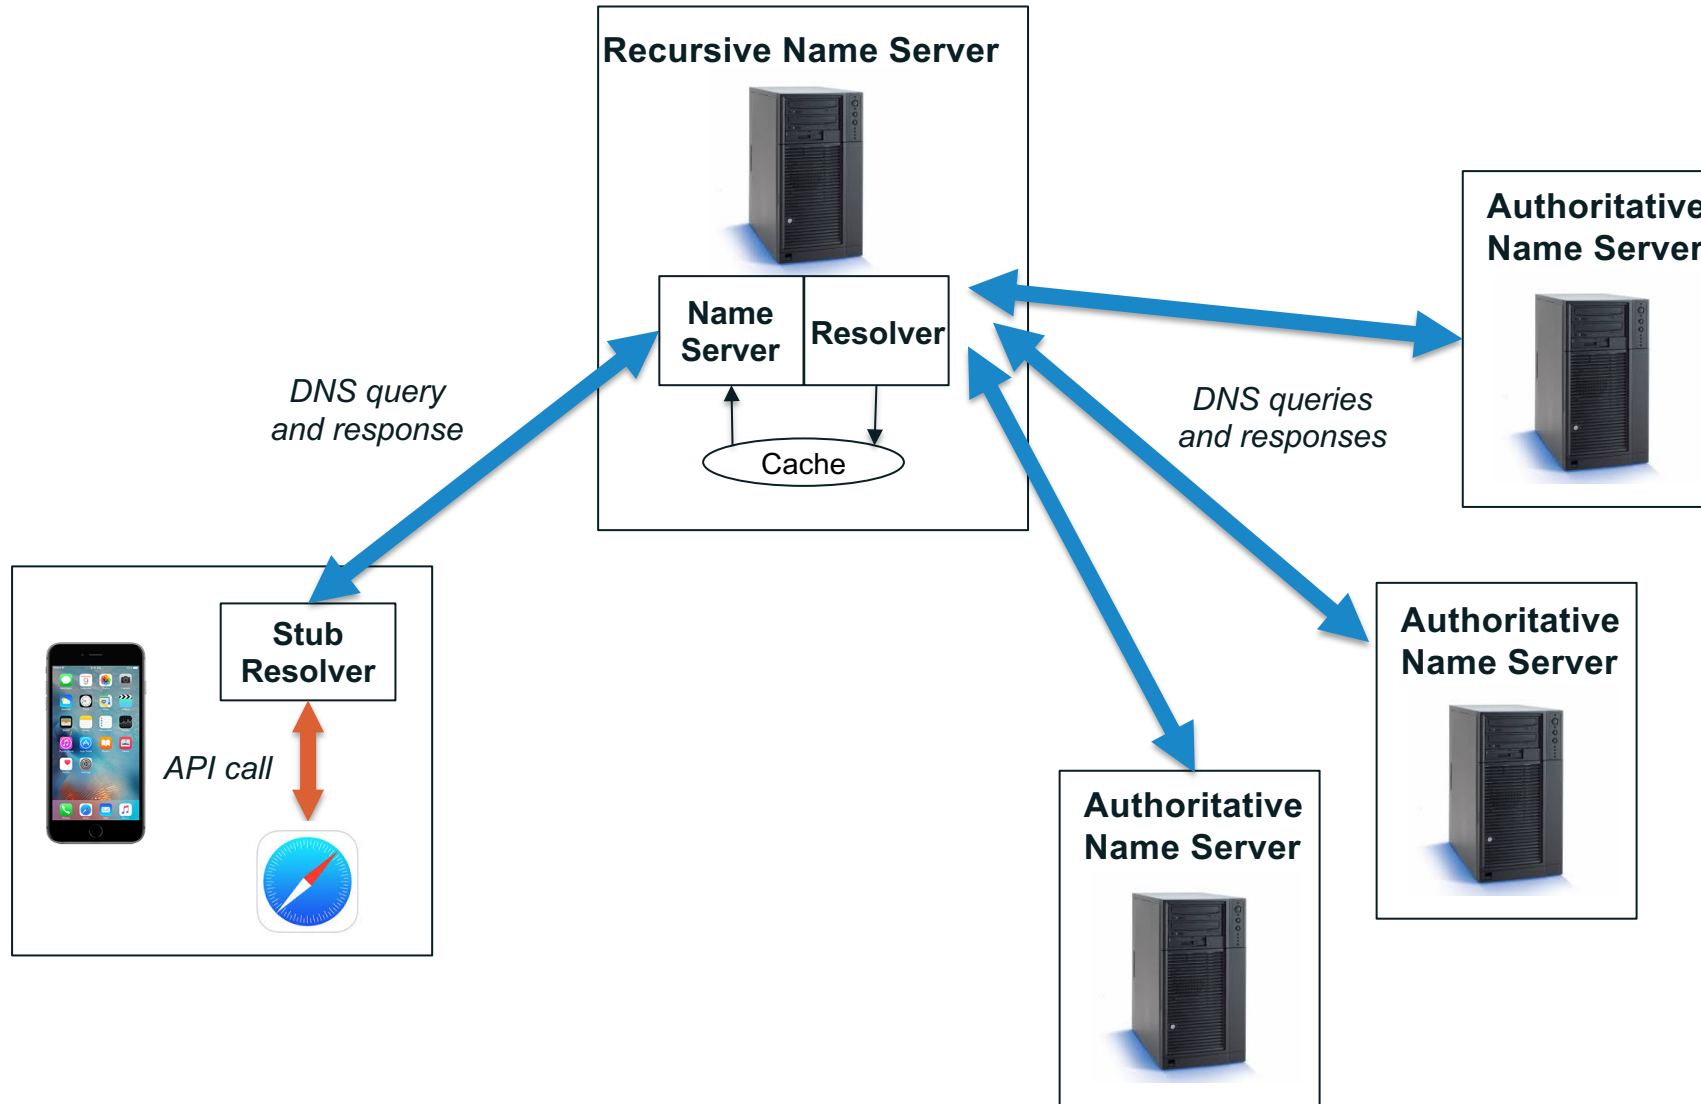 Recursive Name Server
Name
Server
Resolver
Cache
DNS query
and response
DNS queries
and responses
Authoritative
Name Server
Stub
Resolver
API call
Authoritative
Name Server
Authoritative
Name Server